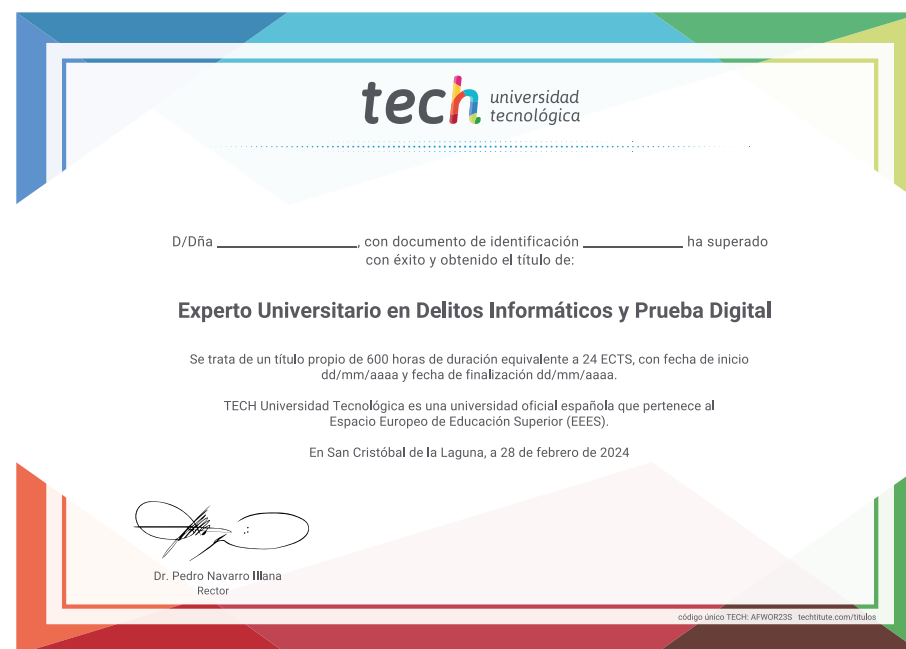 tech universidad
tecnológica
D/Dña ____________, con documento de identificación ____________ ha superado
con éxito y obtenido el título de:
Experto Universitario en Delitos Informáticos y Prueba Digital
Se trata de un título propio de 600 horas de duración equivalente a 24 ECTS, con fecha de inicio
dd/mm/aaaa y fecha de finalización dd/mm/aaaa.
TECH Universidad Tecnológica es una universidad oficial española que pertenece al
Espacio Europeo de Educación Superior (EEES).
En San Cristóbal de la Laguna, a 28 de febrero de 2024
Dr. Pedro Navarro Illana
Rector
código único TECH: AFWOR23S techtitute.com/titulos